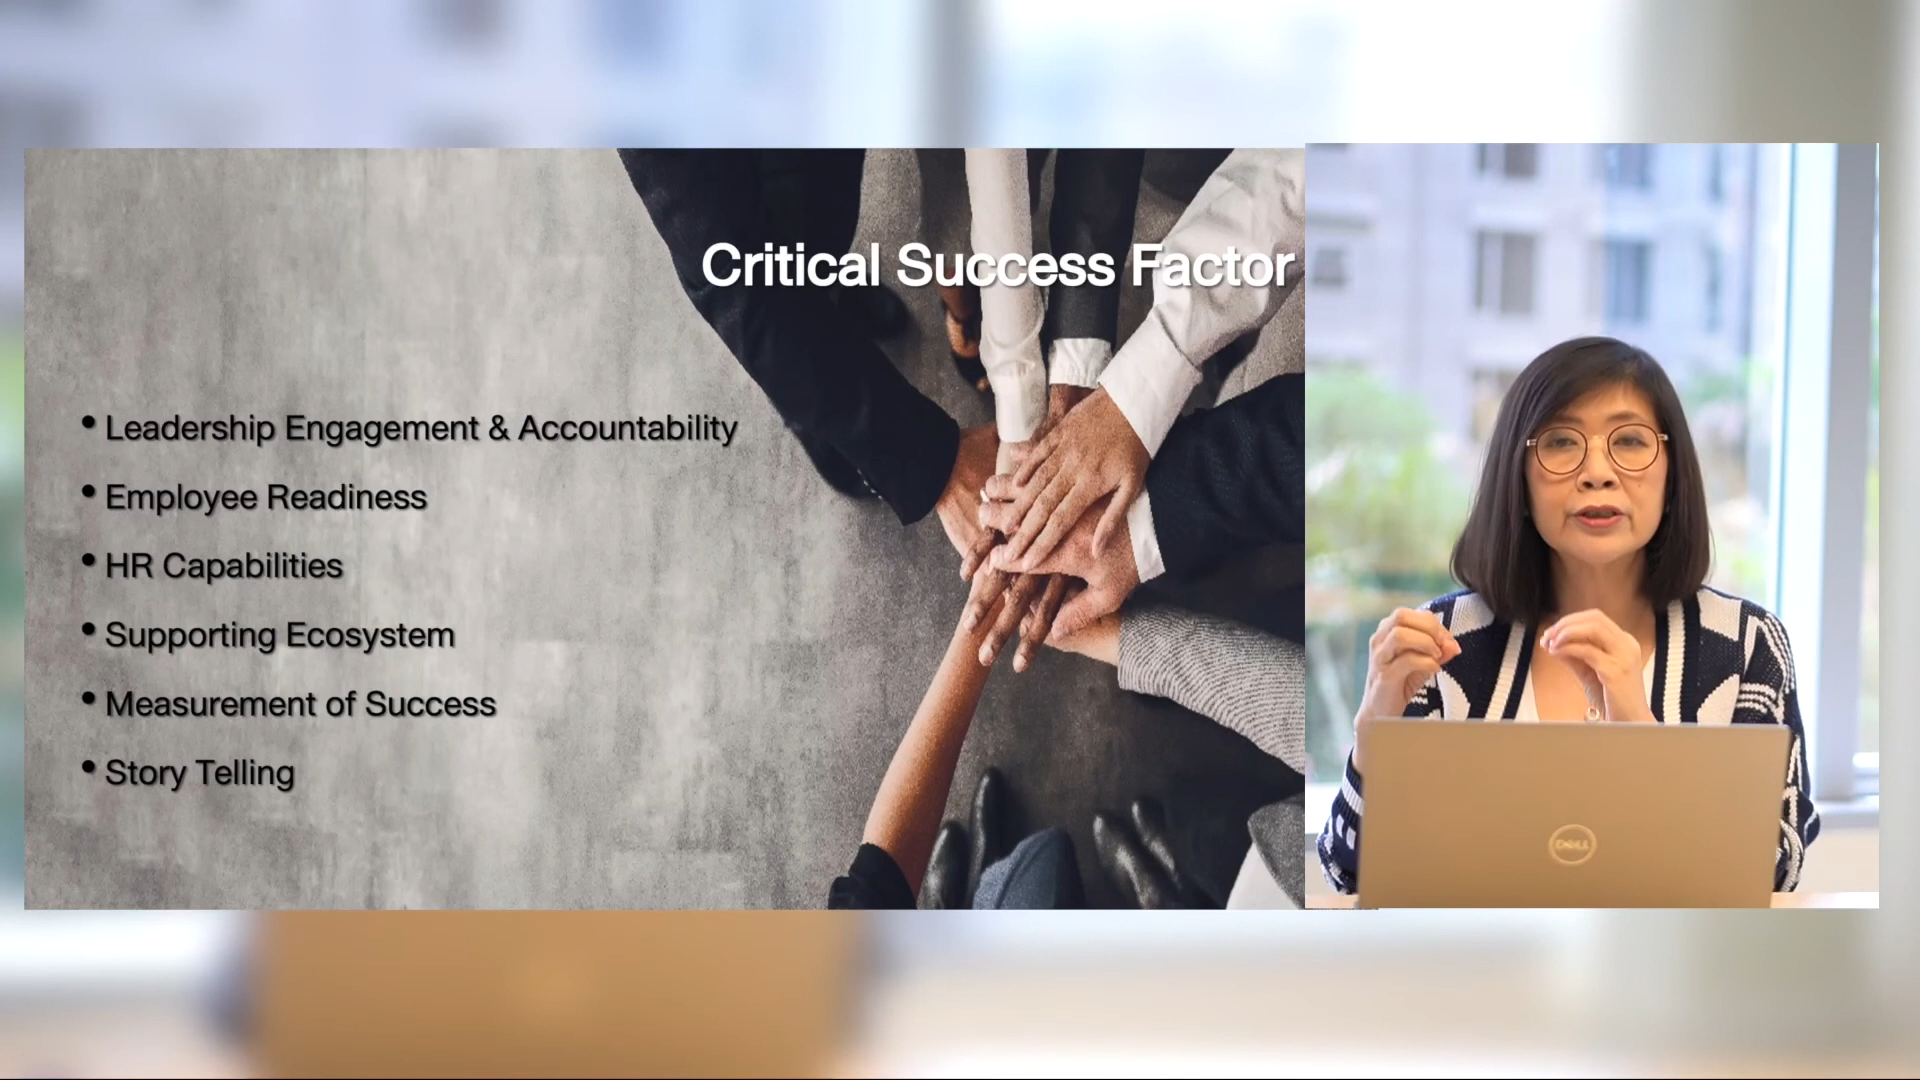 Critical Success Factor
• Leadership Engagement & Accountability
• Employee Readiness
• HR Capabilities
• Supporting Ecosystem
• Measurement of Success
• Story Telling
DELL